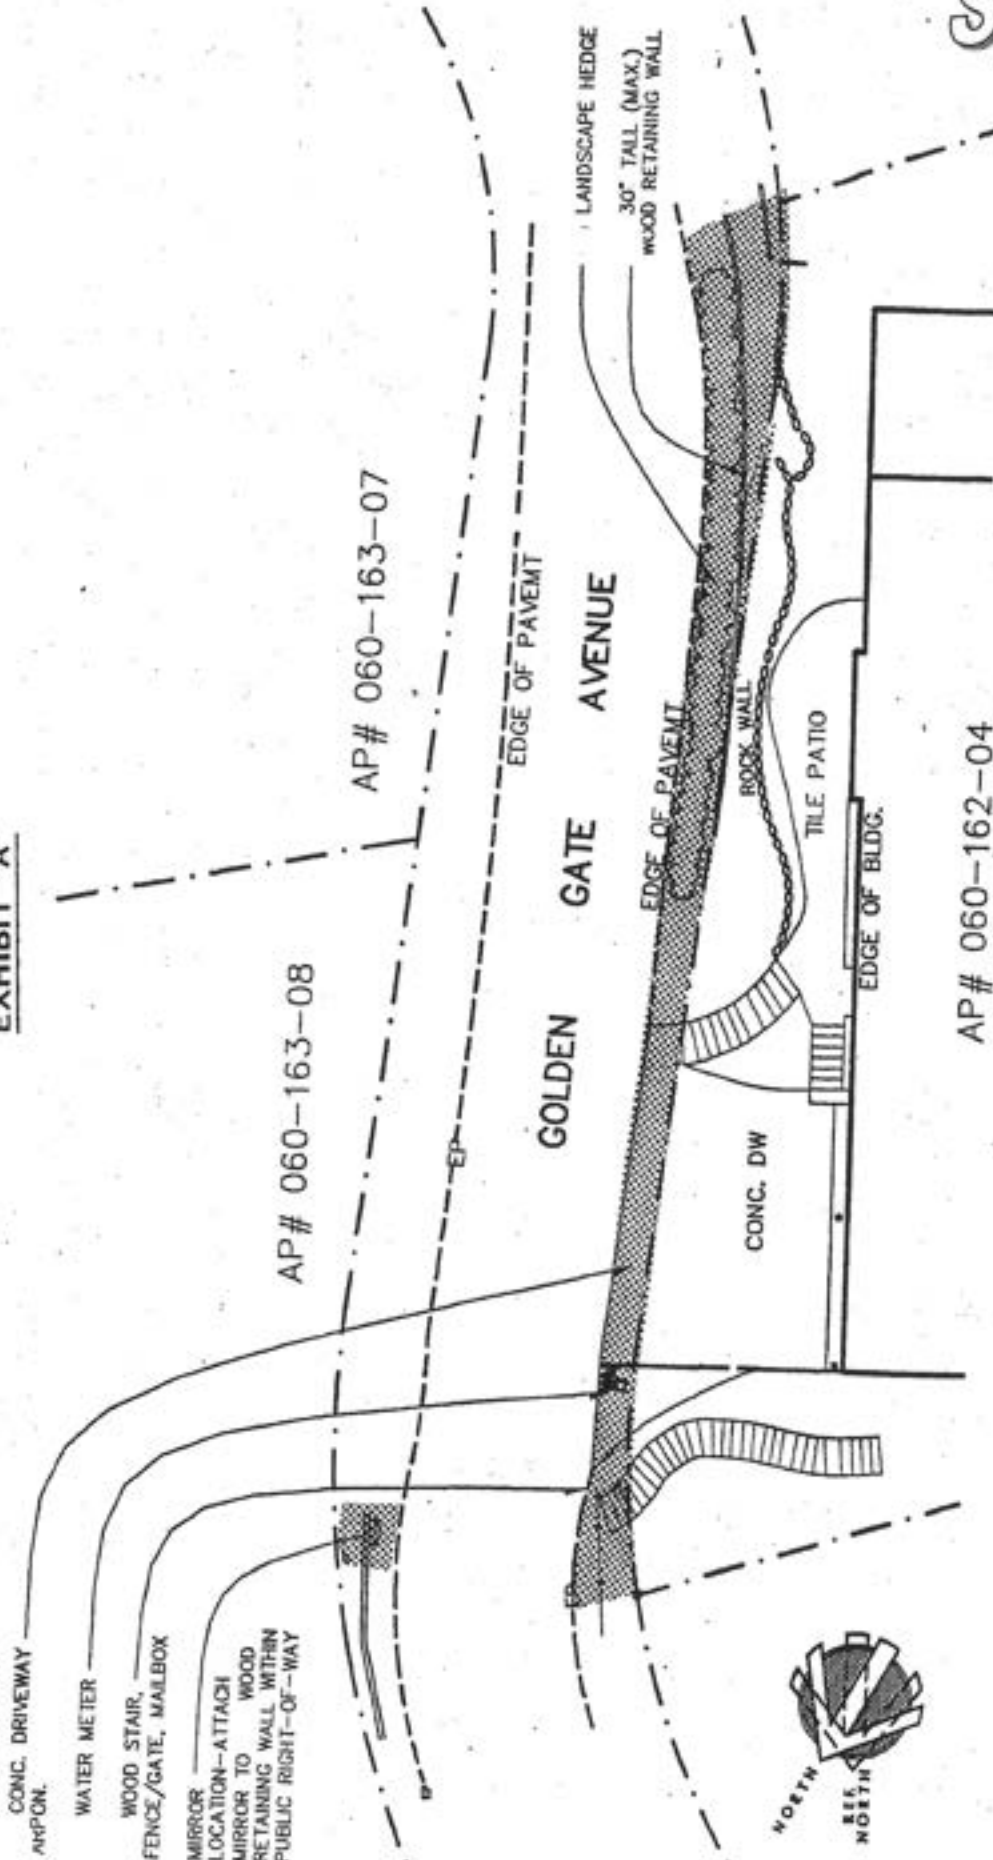 EXHIBIT "A"
CONC. DRIVEWAY
ARPON.
WATER METER
WOOD STAIR,
FENCE/GATE, MAILBOX
MIRROR
LOCATION-ATTACH
MIRROR TO WOOD
RETAINING WALL WITHIN
PUBLIC RIGHT-OF-WAY
AP# 060-163-08
AP# 060-163-07
EP
EP
EDGE OF PAVEMT
GOLDEN GATE AVENUE
LANDSCAPE HEDGE
30" TALL (MAX.)
WOOD RETAINING WALL
EP
EDGE OF PAVEMT
ROCK WALL
TILE PATIO
CONC. DW
EDGE OF BLDG.
AP# 060-162-04
NORTH
REF
NORTH